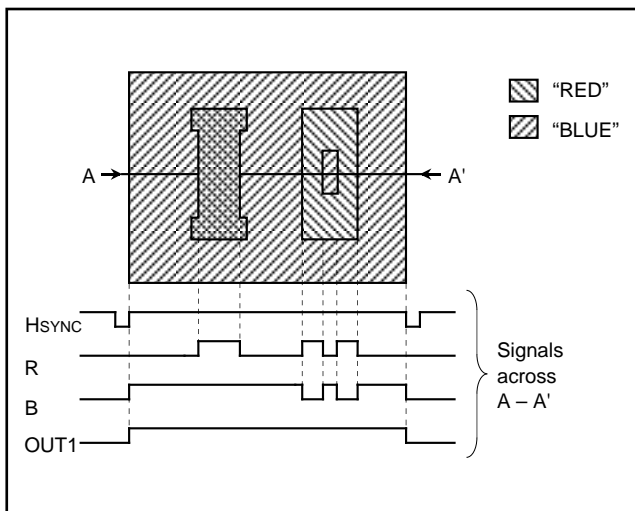 “RED”
“BLUE”
A
A'
HSYNC
R
B
OUT1
Signals
across
A – A'